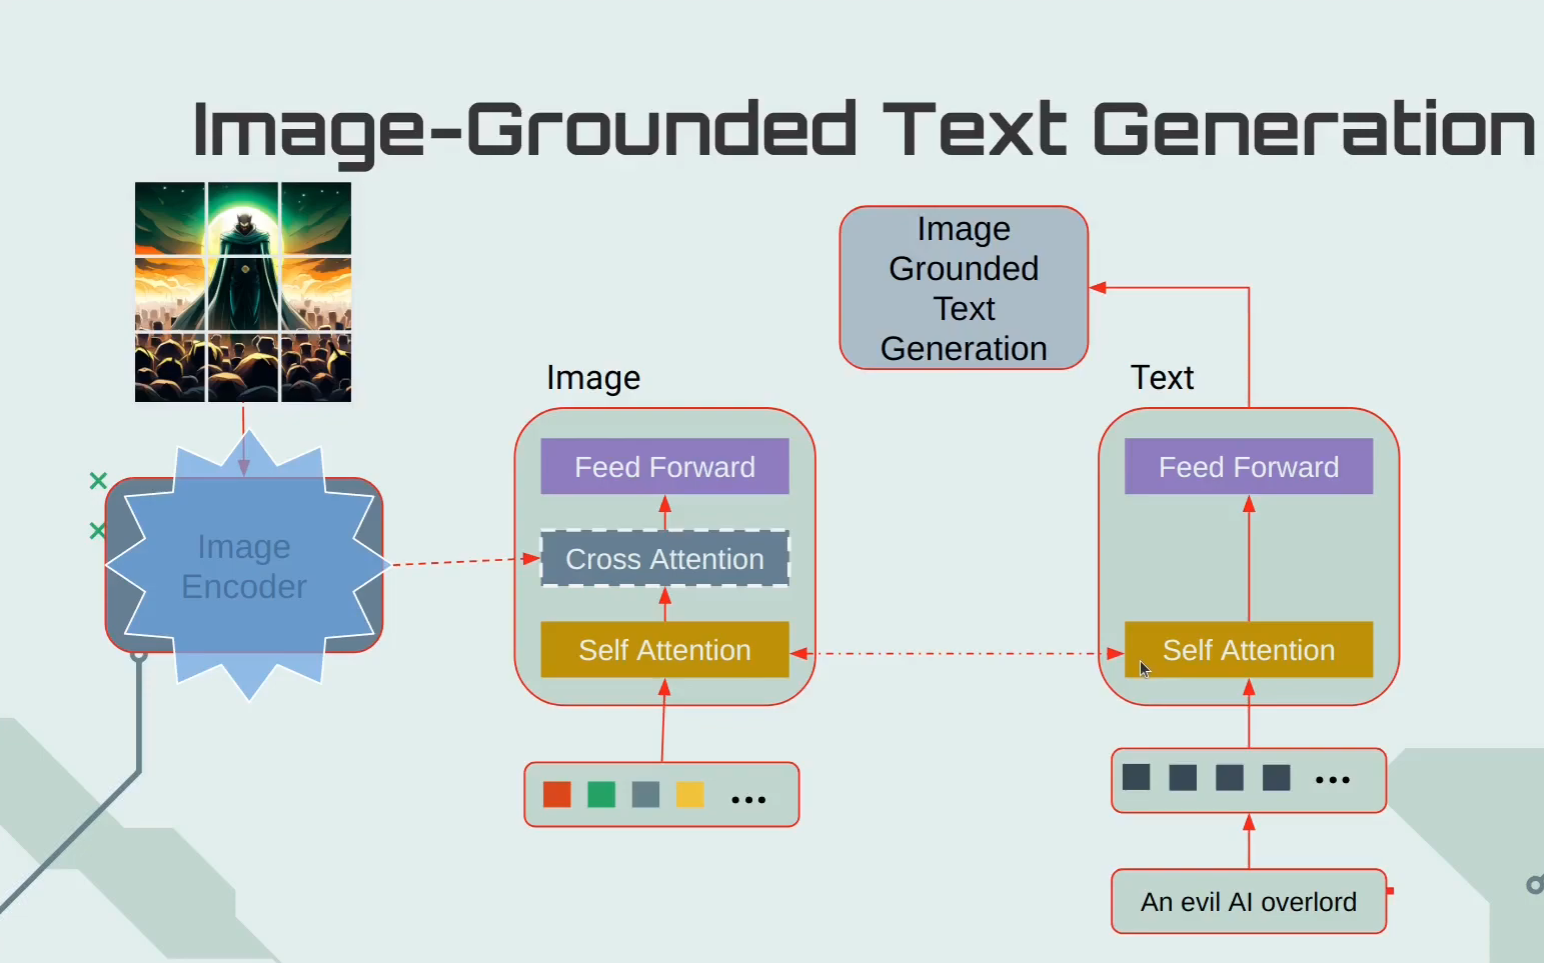 Image-Grounded Text Generation
Image
Grounded
Text
Generation
Image
Text
Feed Forward
Feed Forward
Image
Encoder
Cross Attention
Self Attention
Self Attention
...
...
An evil AI overlord